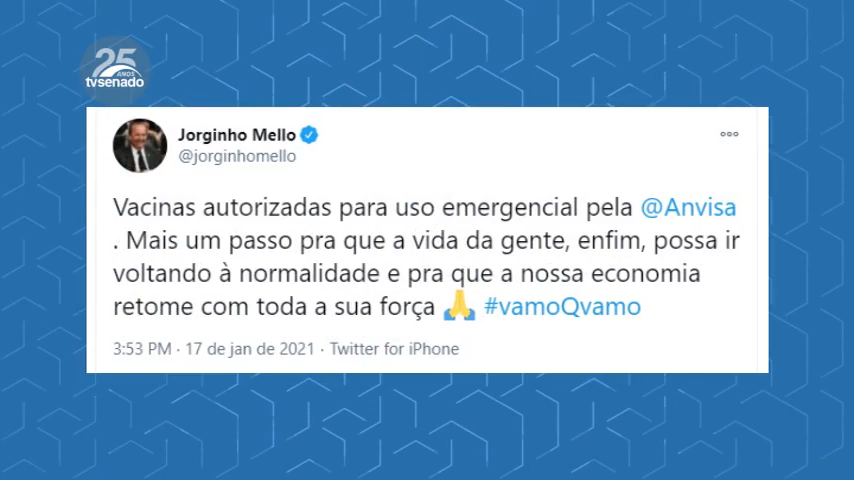 25
ANOS
tvsenado
Jorginho Mello
@jorginhomello
Vacinas autorizadas para uso emergencial pela @Anvisa
. Mais um passo pra que a vida da gente, enfim, possa ir
voltando à normalidade e pra que a nossa economia
retome com toda a sua força 🙏 #vamoQvamo
3:53 PM · 17 de jan de 2021 · Twitter for iPhone